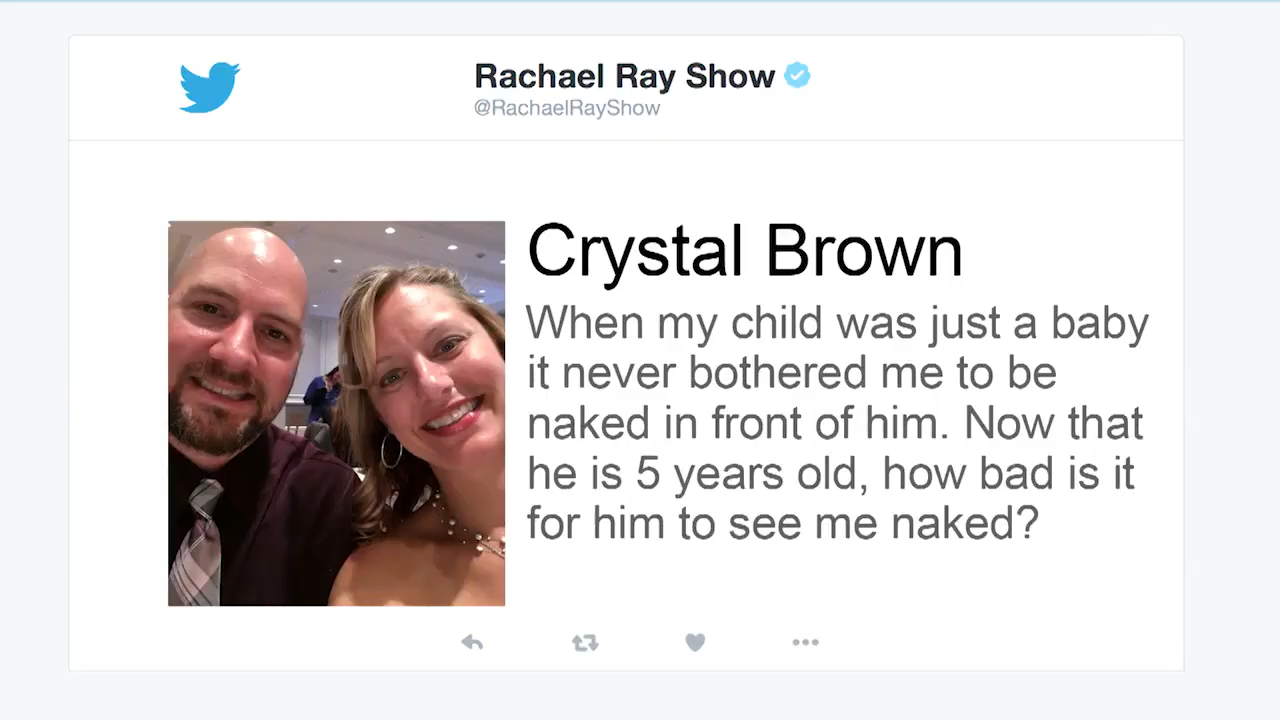 Rachael Ray Show
@RachaelRayShow
Crystal Brown
When my child was just a baby
it never bothered me to be
naked in front of him. Now that
he is 5 years old, how bad is it
for him to see me naked?